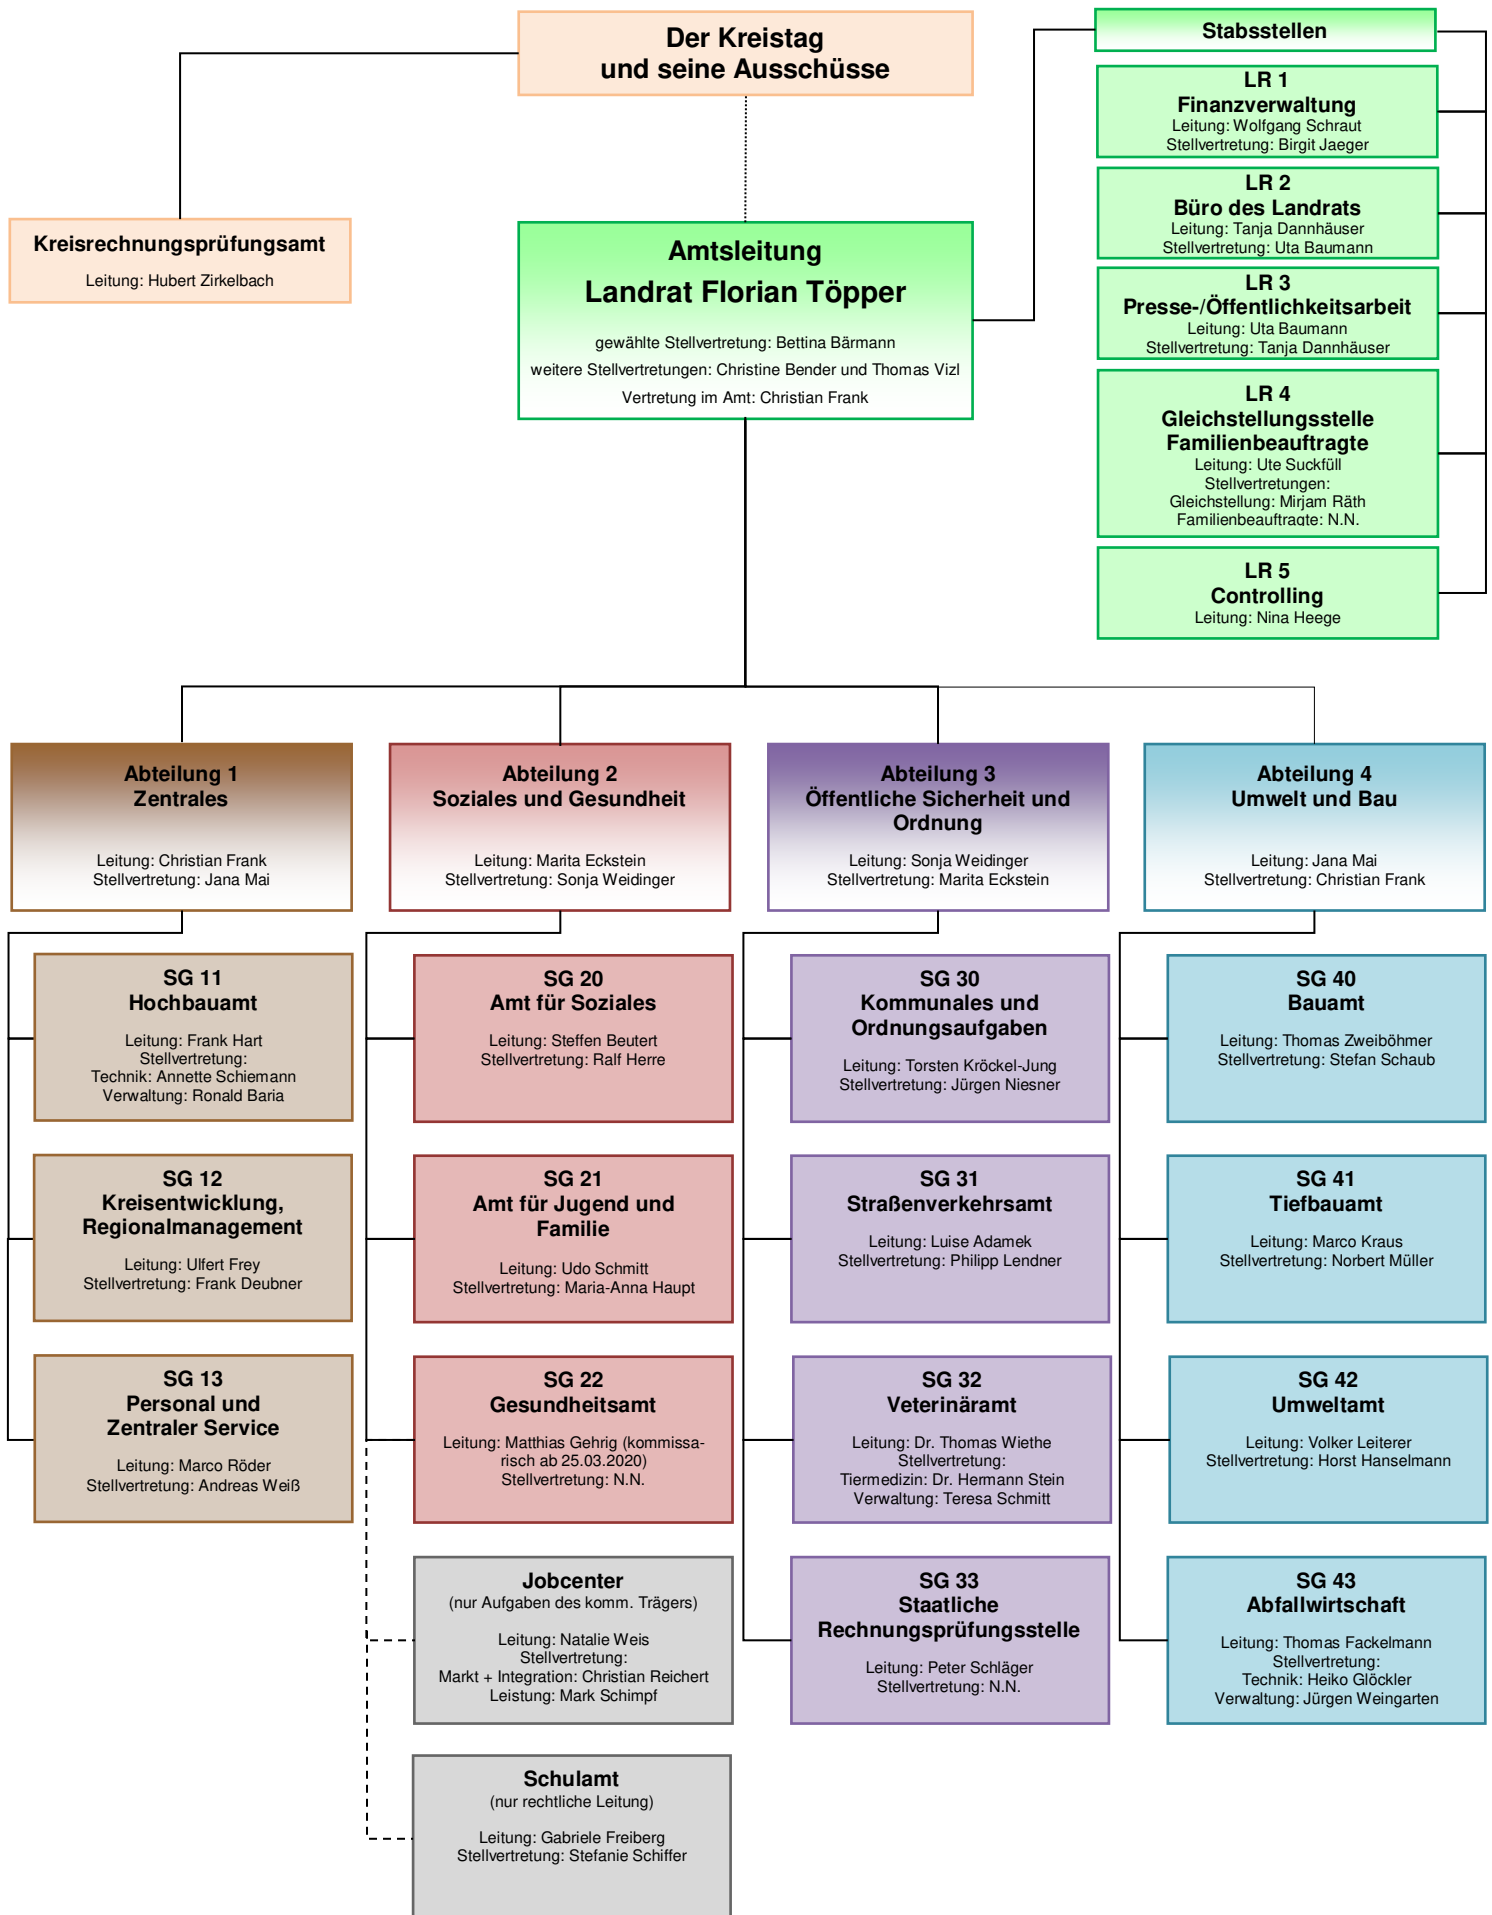 Der Kreistag
und seine Ausschüsse
Stabsstellen
LR 1
Finanzverwaltung
Leitung: Wolfgang Schraut
Stellvertretung: Birgit Jaeger
LR 2
Büro des Landrats
Leitung: Tanja Dannhäuser
Stellvertretung: Uta Baumann
LR 3
Presse-/Öffentlichkeitsarbeit
Leitung: Uta Baumann
Stellvertretung: Tanja Dannhäuser
LR 4
Gleichstellungsstelle
Familienbeauftragte
Leitung: Ute Suckfüll
Stellvertretungen:
Gleichstellung: Mirjam Räth
Familienbeauftragte: N.N.
LR 5
Controlling
Leitung: Nina Heege
Kreisrechnungsprüfungsamt
Leitung: Hubert Zirkelbach
Amtsleitung
Landrat Florian Töpper
gewählte Stellvertretung: Bettina Bärmann
weitere Stellvertretungen: Christine Bender und Thomas Vizl
Vertretung im Amt: Christian Frank
Abteilung 1
Zentrales
Leitung: Christian Frank
Stellvertretung: Jana Mai
Abteilung 2
Soziales und Gesundheit
Leitung: Marita Eckstein
Stellvertretung: Sonja Weidinger
Abteilung 3
Öffentliche Sicherheit und
Ordnung
Leitung: Sonja Weidinger
Stellvertretung: Marita Eckstein
Abteilung 4
Umwelt und Bau
Leitung: Jana Mai
Stellvertretung: Christian Frank
SG 11
Hochbauamt
Leitung: Frank Hart
Stellvertretung:
Technik: Annette Schiemann
Verwaltung: Ronald Baria
SG 20
Amt für Soziales
Leitung: Steffen Beutert
Stellvertretung: Ralf Herre
SG 30
Kommunales und
Ordnungsaufgaben
Leitung: Torsten Kröckel-Jung
Stellvertretung: Jürgen Niesner
SG 40
Bauamt
Leitung: Thomas Zweiböhmer
Stellvertretung: Stefan Schaub
SG 12
Kreisentwicklung,
Regionalmanagement
Leitung: Ulfert Frey
Stellvertretung: Frank Deubner
SG 21
Amt für Jugend und
Familie
Leitung: Udo Schmitt
Stellvertretung: Maria-Anna Haupt
SG 31
Straßenverkehrsamt
Leitung: Luise Adamek
Stellvertretung: Philipp Lendner
SG 41
Tiefbauamt
Leitung: Marco Kraus
Stellvertretung: Norbert Müller
SG 13
Personal und
Zentraler Service
Leitung: Marco Röder
Stellvertretung: Andreas Weiß
SG 22
Gesundheitsamt
Leitung: Matthias Gehrig (kommissa-
risch ab 25.03.2020)
Stellvertretung: N.N.
SG 32
Veterinäramt
Leitung: Dr. Thomas Wiethe
Stellvertretung:
Tiermedizin: Dr. Hermann Stein
Verwaltung: Teresa Schmitt
SG 42
Umweltamt
Leitung: Volker Leiterer
Stellvertretung: Horst Hanselmann
Jobcenter
(nur Aufgaben des komm. Trägers)
Leitung: Natalie Weis
Stellvertretung:
Markt + Integration: Christian Reichert
Leistung: Mark Schimpf
SG 33
Staatliche
Rechnungsprüfungsstelle
Leitung: Peter Schläger
Stellvertretung: N.N.
SG 43
Abfallwirtschaft
Leitung: Thomas Fackelmann
Stellvertretung:
Technik: Heiko Glöckler
Verwaltung: Jürgen Weingarten
Schulamt
(nur rechtliche Leitung)
Leitung: Gabriele Freiberg
Stellvertretung: Stefanie Schiffer